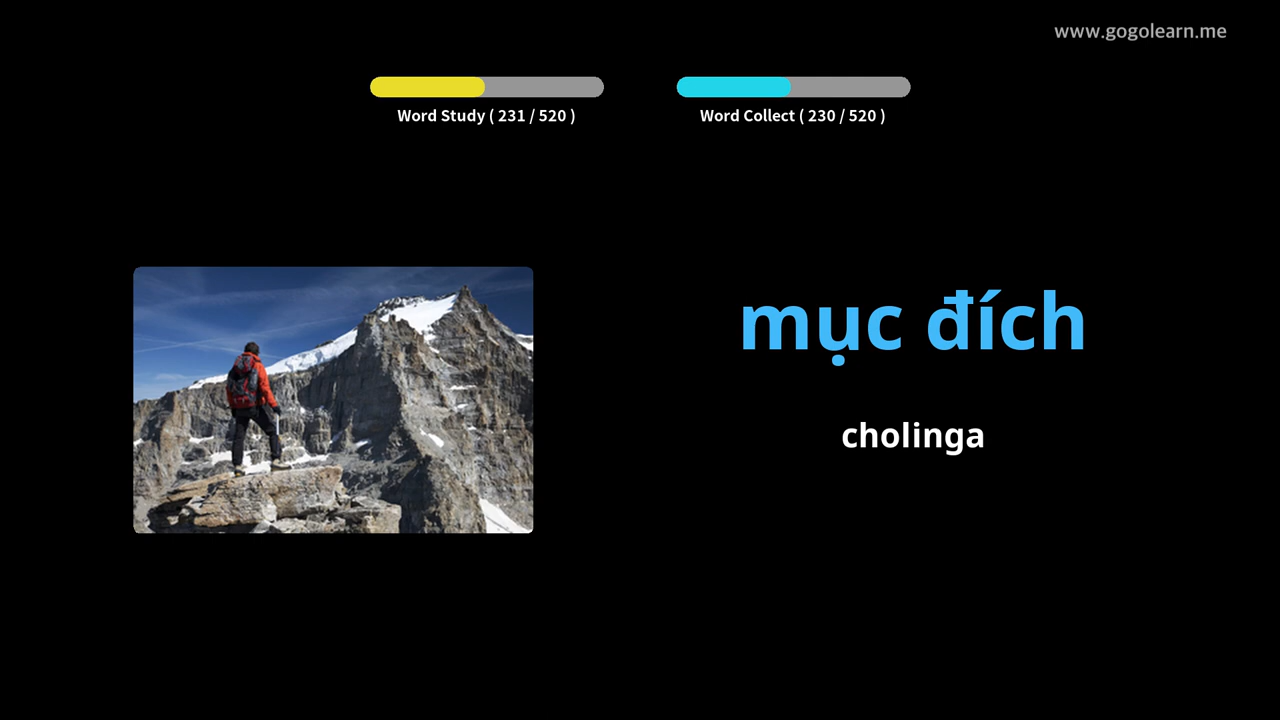 www.gogolearn.me
Word Study ( 231 / 520 )
Word Collect ( 230 / 520 )
mục đích
cholinga